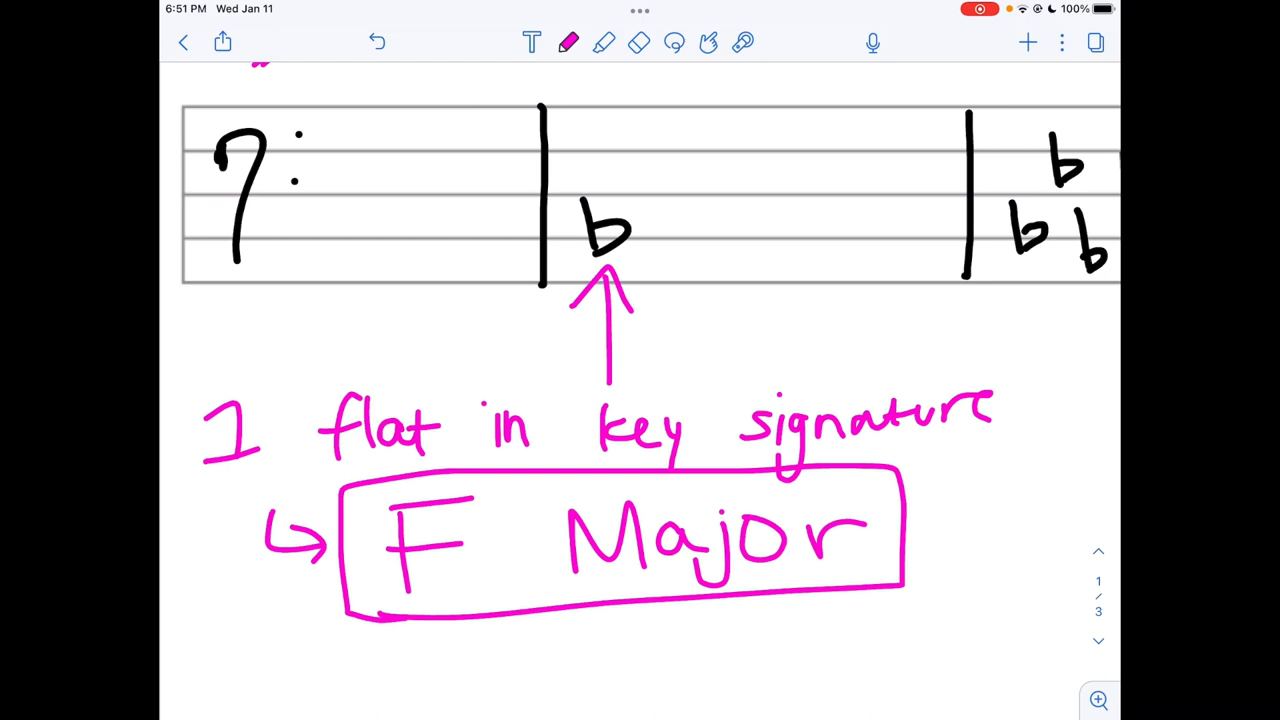 6:51 PM Wed Jan 11
100%
T
1 flat in key signature
F Major
1
/
3